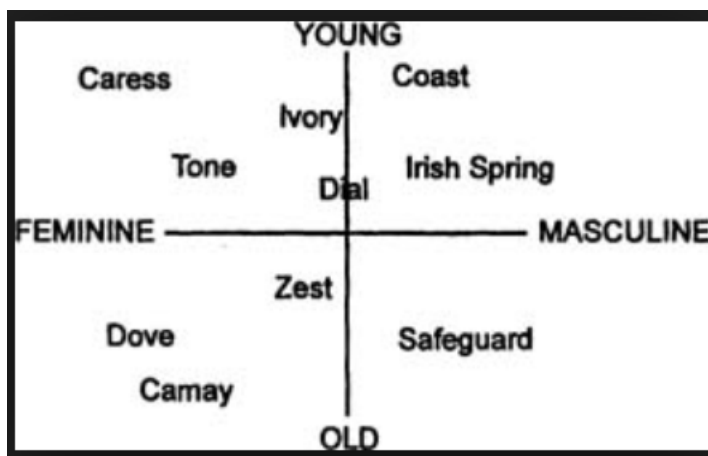 YOUNG
Caress
Coast
Ivory
Tone
Irish Spring
Dial
FEMININE
MASCULINE
Zest
Dove
Safeguard
Camay
OLD